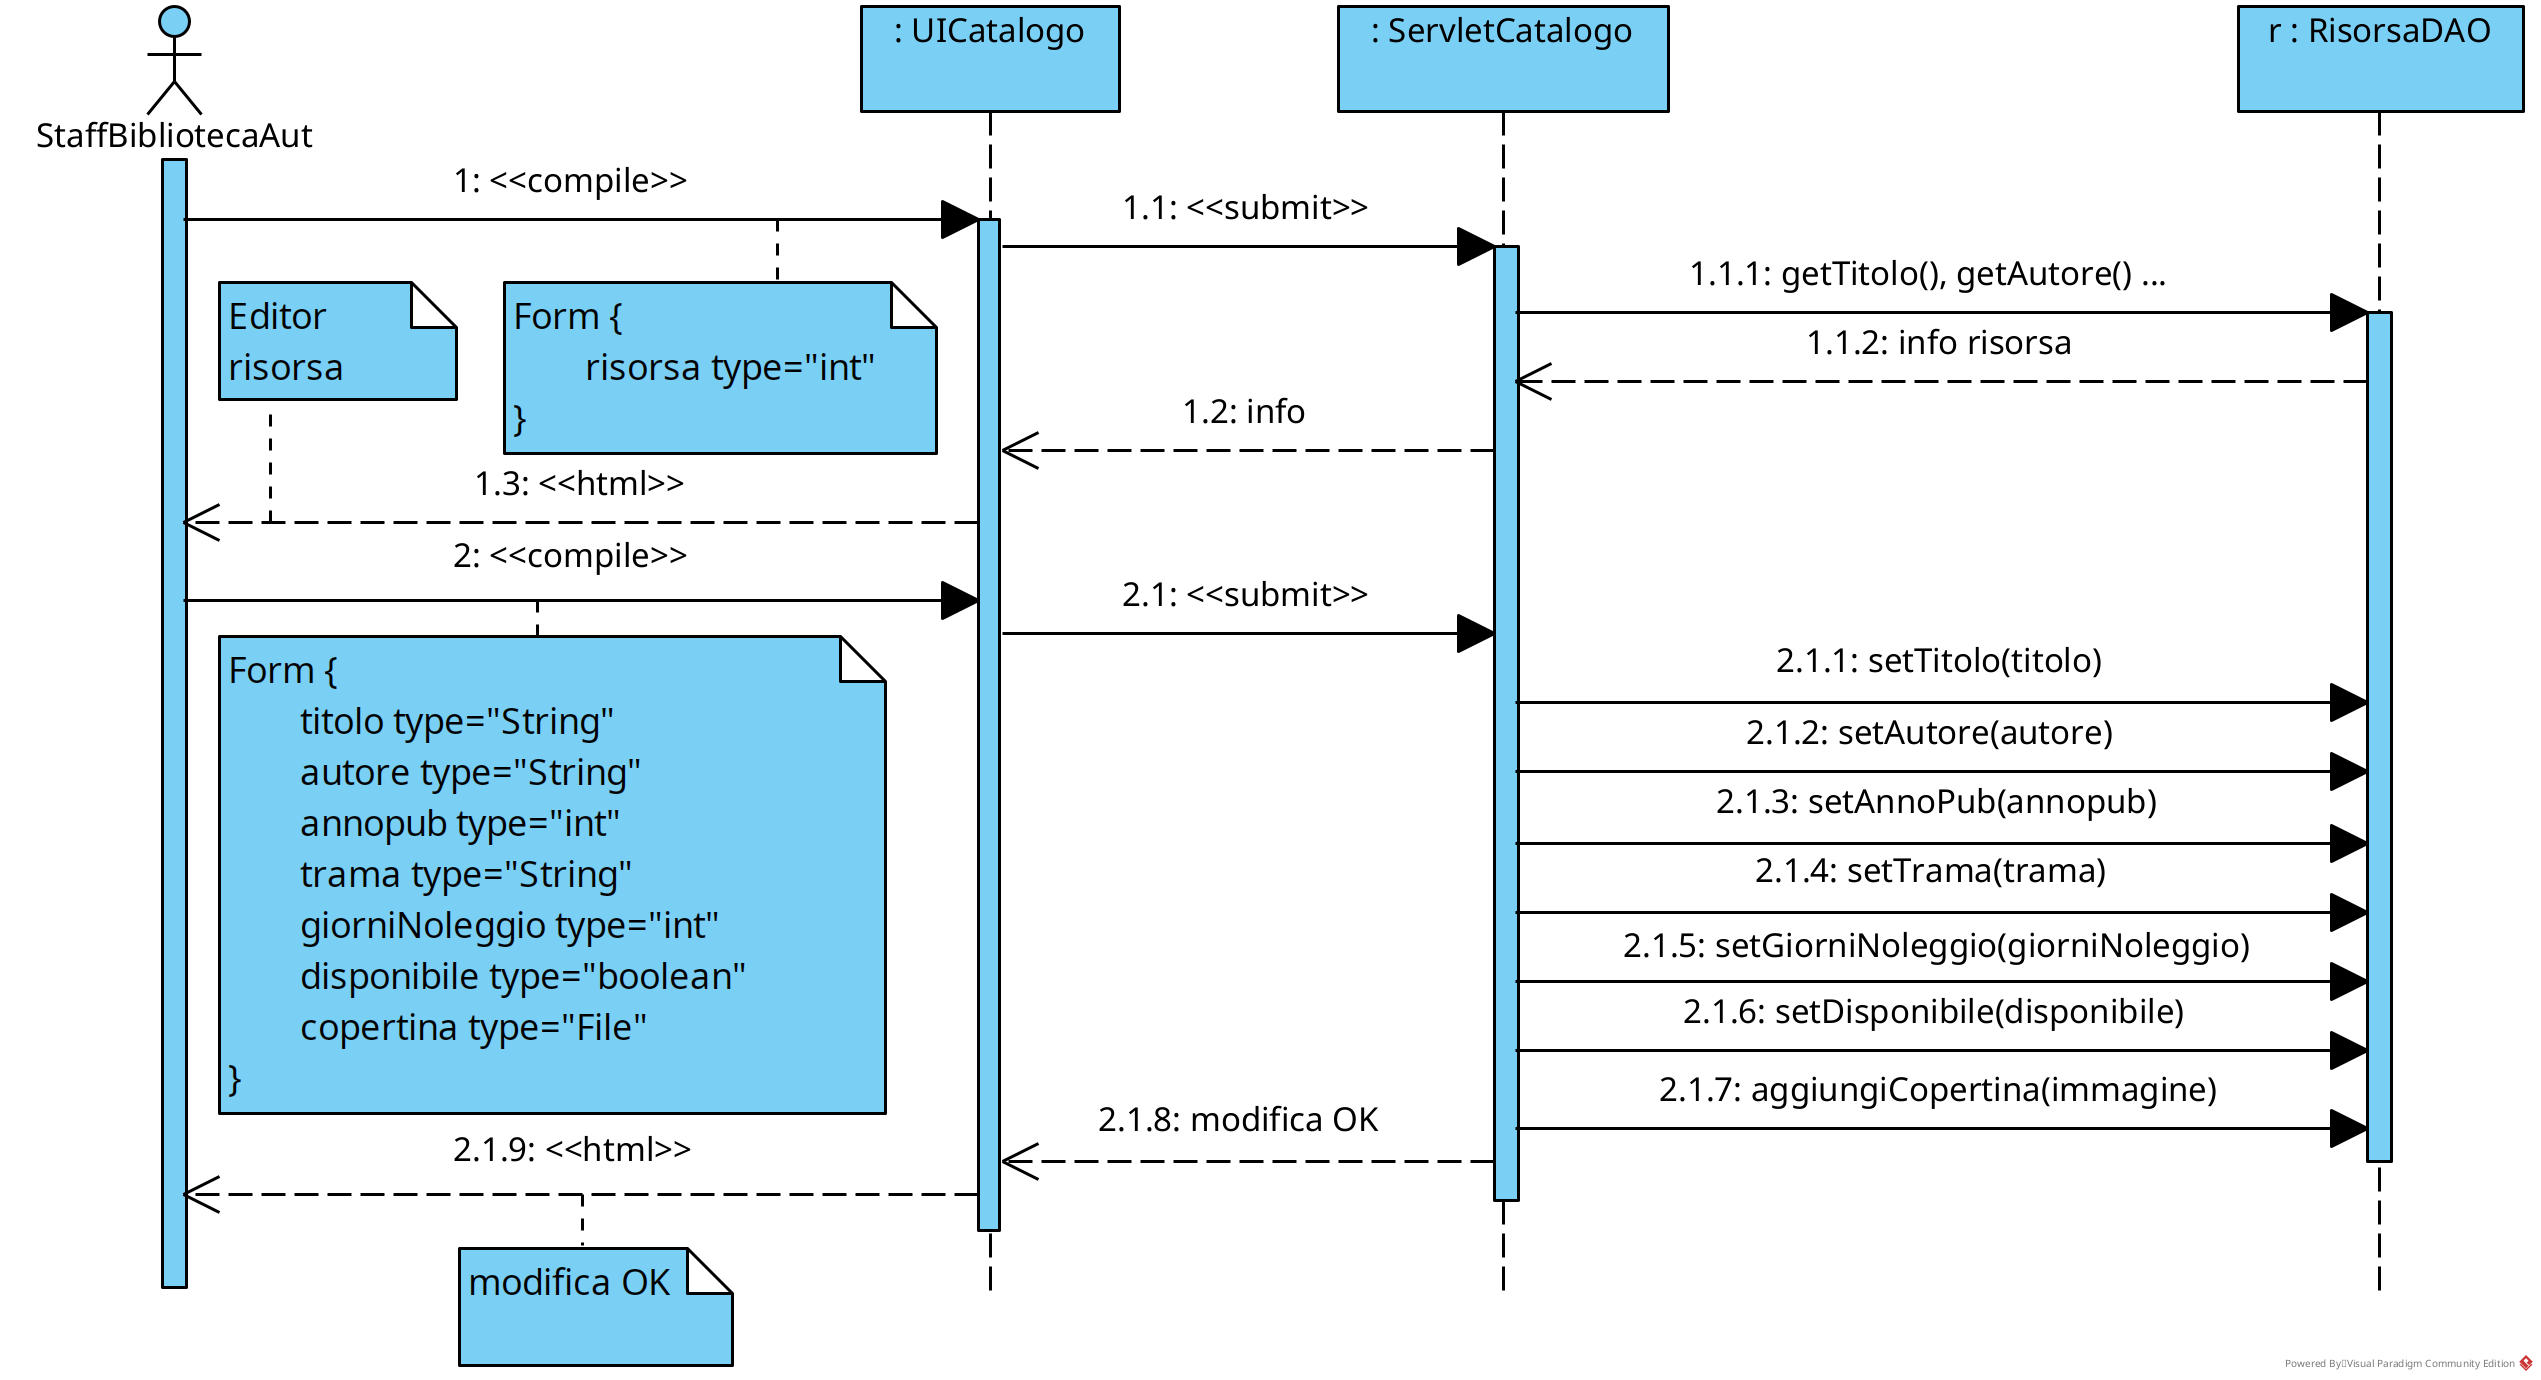 : UICatalogo
: ServletCatalogo
r : RisorsaDAO
StaffBibliotecaAut
1: <<compile>>
1.1: <<submit>>
1.1.1: getTitolo(), getAutore() ...
Editor
risorsa
Form {
risorsa type="int"
}
1.1.2: info risorsa
1.2: info
1.3: <<html>>
2: <<compile>>
2.1: <<submit>>
Form {
titolo type="String"
autore type="String"
annopub type="int"
trama type="String"
giorniNoleggio type="int"
disponibile type="boolean"
copertina type="File"
}
2.1.1: setTitolo(titolo)
2.1.2: setAutore(autore)
2.1.3: setAnnoPub(annopub)
2.1.4: setTrama(trama)
2.1.5: setGiorniNoleggio(giorniNoleggio)
2.1.6: setDisponibile(disponibile)
2.1.7: aggiungiCopertina(immagine)
2.1.8: modifica OK
2.1.9: <<html>>
modifica OK
Powered By Visual Paradigm Community Edition